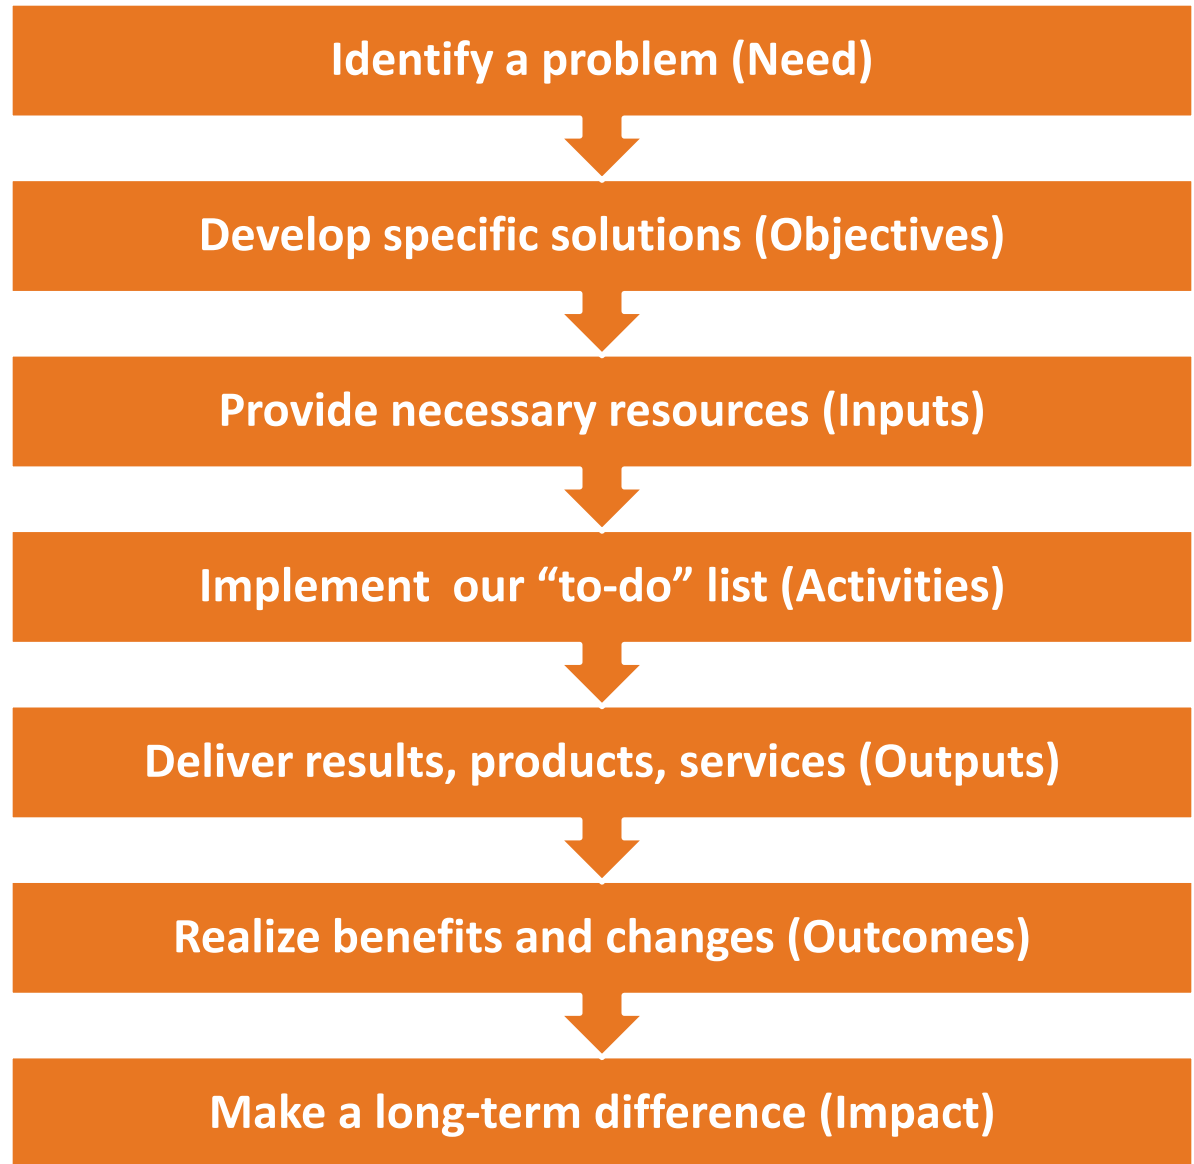 Identify a problem (Need)
Develop specific solutions (Objectives)
Provide necessary resources (Inputs)
Implement  our “to-do” list (Activities)
Deliver results, products, services (Outputs)
Realize benefits and changes (Outcomes)
Make a long-term difference (Impact)